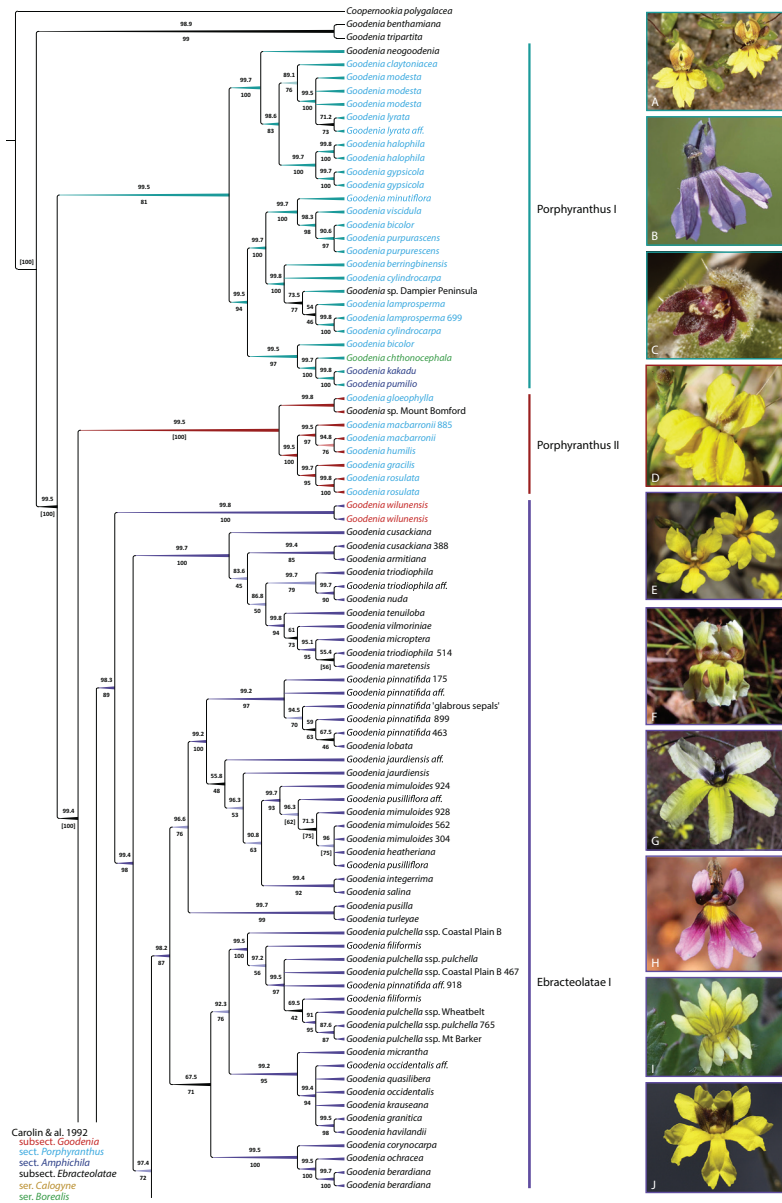 Coopernookia polygalacea
98.9
Goodenia benthamiana
99
Goodenia tripartita
Goodenia neogoodenia
99.7
100
89.1
76
Goodenia claytoniacea
Goodenia modesta
99.5
100
Goodenia modesta
Goodenia modesta
98.6
83
71.2
73
Goodenia lyrata
Goodenia lyrata aff.
99.8
100
Goodenia halophila
Goodenia halophila
99.7
100
99.7
100
Goodenia gypsicola
Goodenia gypsicola
99.5
81
Goodenia minutiflora
99.7
100
Goodenia viscidula
98.3
98
Goodenia bicolor
90.6
97
Goodenia purpurascens
Goodenia purpurescens
99.7
100
Goodenia berringbinensis
99.8
100
Goodenia cylindrocarpa
73.5
77
Goodenia sp. Dampier Peninsula
54
46
Goodenia lamprosperma
99.8
100
Goodenia lamprosperma 699
Goodenia cylindrocarpa
99.5
94
Goodenia bicolor
99.5
97
99.7
100
Goodenia chthonocephala
99.8
100
Goodenia kakadu
Goodenia pumilio
Porphyranthus I
[100]
99.8
Goodenia gloeophylla
Goodenia sp. Mount Bomford
99.5
[100]
99.5
97
Goodenia macbarronii 885
94.8
76
Goodenia macbarronii
Goodenia humilis
99.5
100
99.7
95
Goodenia gracilis
99.8
100
Goodenia rosulata
Goodenia rosulata
Porphyranthus II
99.5
[100]
99.8
100
Goodenia wilunensis
Goodenia wilunensis
99.7
100
Goodenia cusackiana
83.6
45
99.4
85
Goodenia cusackiana 388
Goodenia armitiana
86.8
50
99.7
79
Goodenia triodiophila
99.7
90
Goodenia triodiophila aff.
Goodenia nuda
99.8
94
Goodenia tenuiloba
61
73
Goodenia vilmoriniae
95.1
95
Goodenia microptera
55.4
[56]
Goodenia triodiophila 514
Goodenia maretensis
98.3
89
99.2
97
Goodenia pinnatifida 175
Goodenia pinnatifida aff.
94.5
70
Goodenia pinnatifida 'glabrous sepals'
59
63
Goodenia pinnatifida 899
67.5
46
Goodenia pinnatifida 463
Goodenia lobata
99.2
100
55.8
48
Goodenia jaurdiensis aff.
96.3
53
Goodenia jaurdiensis
99.7
93
Goodenia mimuloides 924
96.3
[62]
Goodenia pusilliflora aff.
71.3
[75]
Goodenia mimuloides 928
96
[75]
Goodenia mimuloides 562
Goodenia mimuloides 304
Goodenia heatheriana
Goodenia pusilliflora
90.8
63
99.4
92
Goodenia integerrima
Goodenia salina
99.4
[100]
96.6
76
99.4
98
99.7
99
Goodenia pusilla
Goodenia turleyae
98.2
87
99.5
100
Goodenia pulchella ssp. Coastal Plain B
97.2
56
Goodenia filiformis
99.5
97
Goodenia pulchella ssp. pulchella
Goodenia pulchella ssp. Coastal Plain B 467
Goodenia pinnatifida aff. 918
69.5
42
Goodenia filiformis
91
95
Goodenia pulchella ssp. Wheatbelt
87.6
87
Goodenia pulchella ssp. pulchella 765
Goodenia pulchella ssp. Mt Barker
92.3
76
99.2
95
Goodenia micrantha
99.4
94
Goodenia occidentalis aff.
Goodenia quasilibera
Goodenia occidentalis
Goodenia krauseana
99.5
98
Goodenia granitica
Goodenia havilandii
67.5
71
99.5
100
Goodenia corynocarpa
99.5
100
Goodenia ochracea
99.7
100
Goodenia berardiana
Goodenia berardiana
97.4
72
Ebracteolatae I
Carolin & al. 1992
subsect. Goodenia
sect. Porphyranthus
sect. Amphichila
subsect. Ebracteolatae
ser. Calogyne
ser. Borealis
A
B
C
D
E
F
G
H
I
J